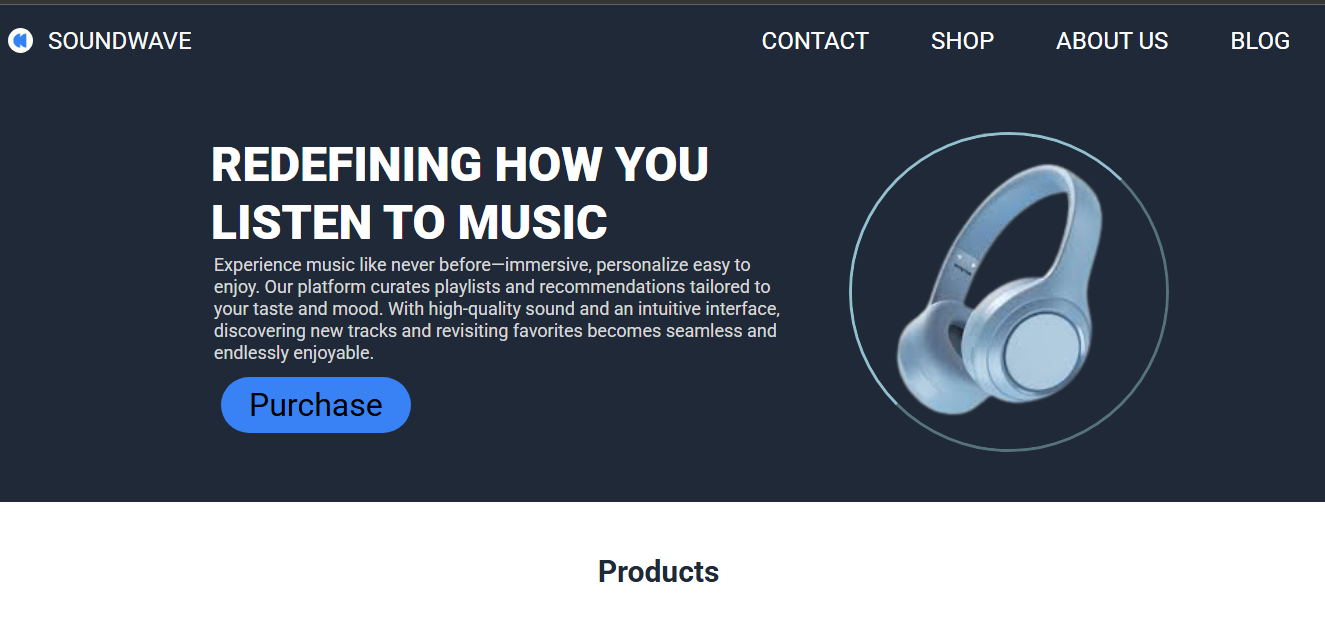 SOUNDWAVE
CONTACT
SHOP
ABOUT US
BLOG
REDEFINING HOW YOU
LISTEN TO MUSIC
Experience music like never before—immersive, personalize easy to
enjoy. Our platform curates playlists and recommendations tailored to
your taste and mood. With high-quality sound and an intuitive interface,
discovering new tracks and revisiting favorites becomes seamless and
endlessly enjoyable.
Purchase
Products